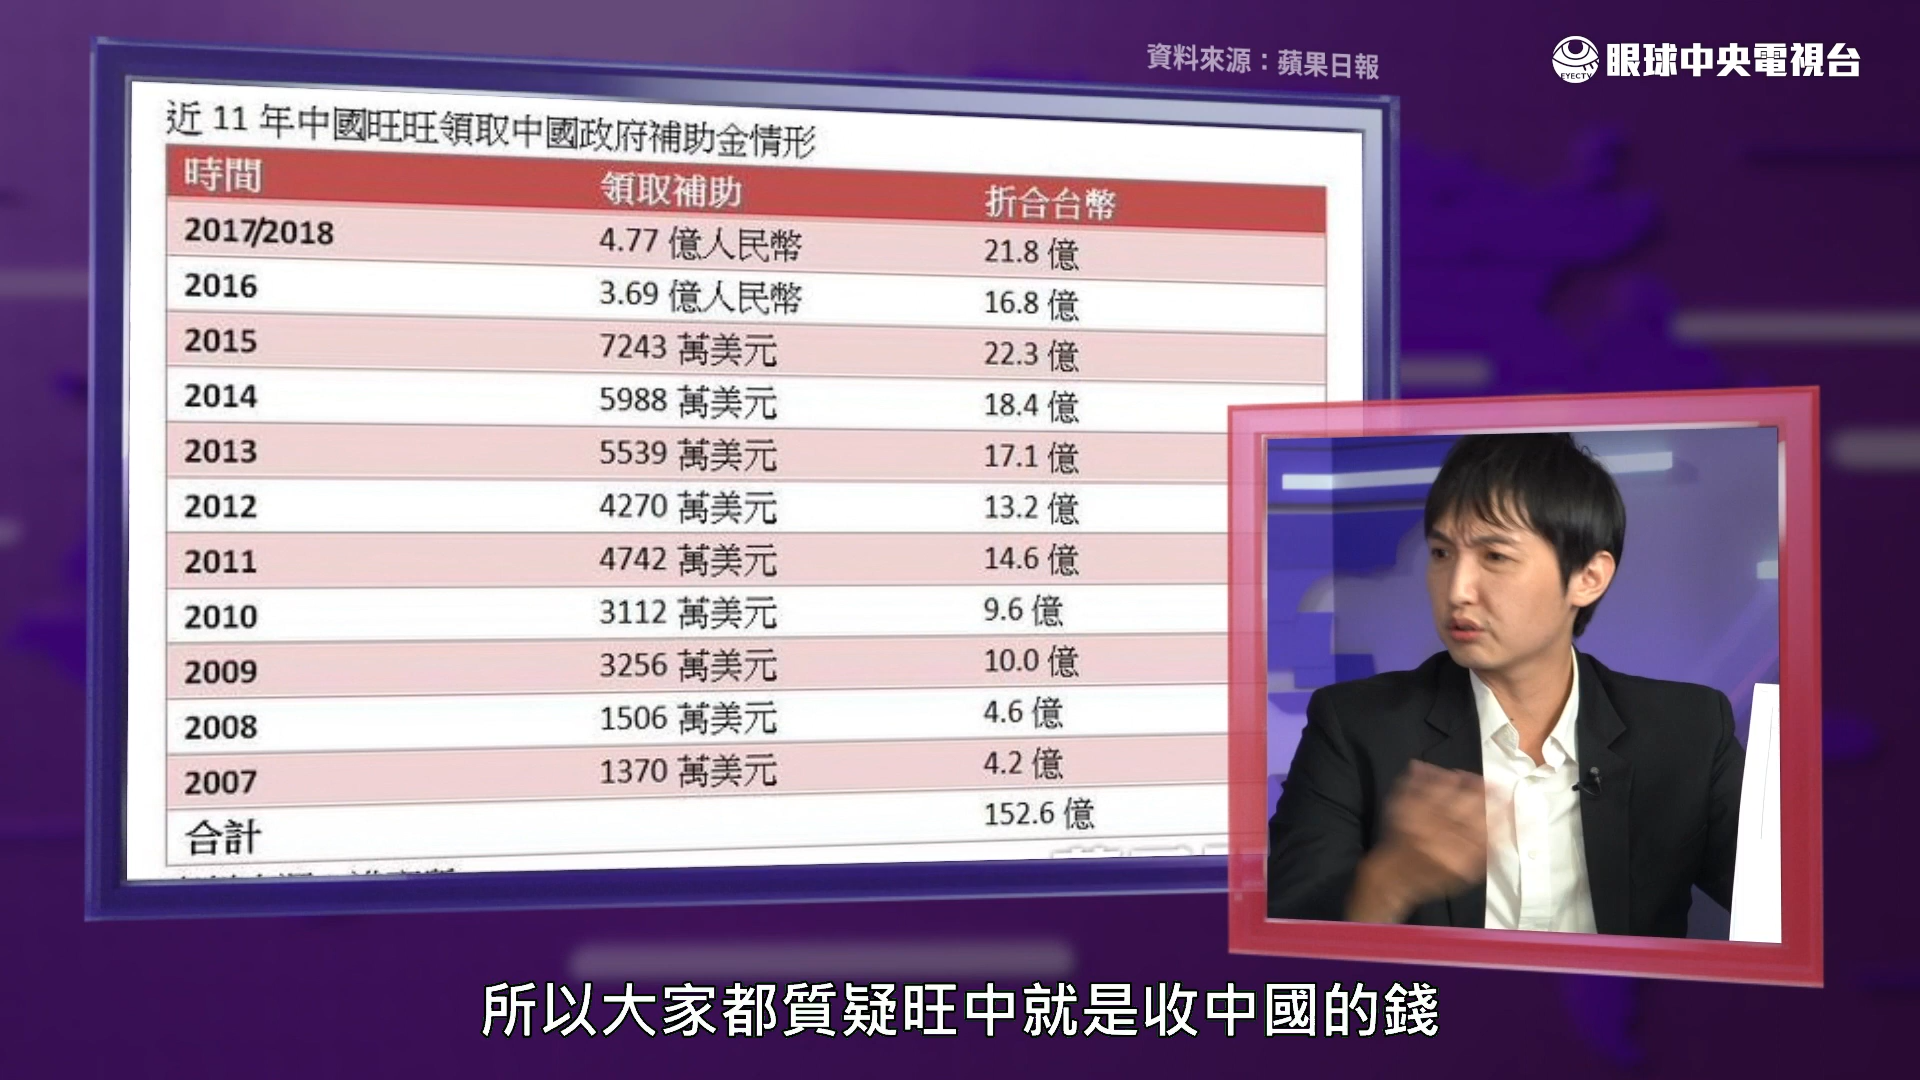 資料來源：蘋果日報
EYECTV
眼球中央電視台
近 11 年中國旺旺領取中國政府補助金情形
時間 領取補助 折合台幣
2017/2018 4.77 億人民幣 21.8 億
2016 3.69 億人民幣 16.8 億
2015 7243 萬美元 22.3 億
2014 5988 萬美元 18.4 億
2013 5539 萬美元 17.1 億
2012 4270 萬美元 13.2 億
2011 4742 萬美元 14.6 億
2010 3112 萬美元 9.6 億
2009 3256 萬美元 10.0 億
2008 1506 萬美元 4.6 億
2007 1370 萬美元 4.2 億
合計 152.6 億
所以大家都質疑旺中就是收中國的錢